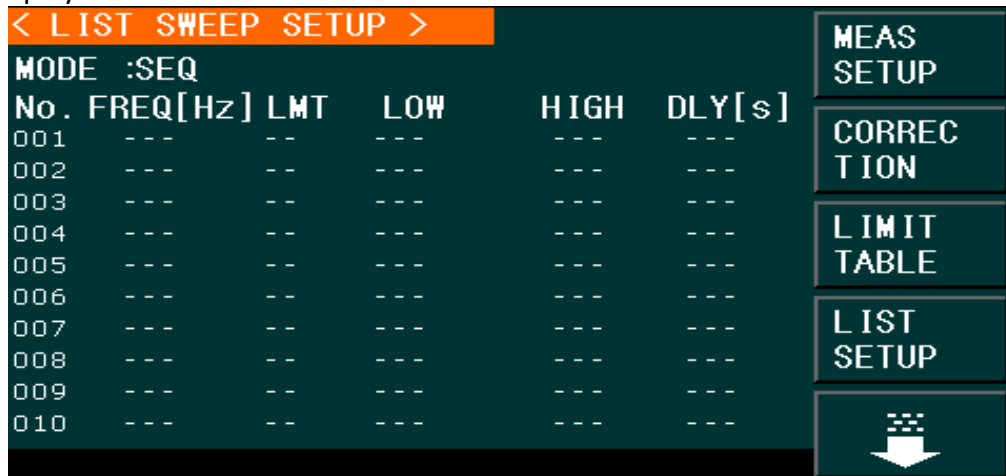 < LIST SWEEP SETUP >
MODE :SEQ
No. FREQ[Hz] LMT LOW HIGH DLY[s]
001 --- -- --- --- ---
002 --- -- --- --- ---
003 --- -- --- --- ---
004 --- -- --- --- ---
005 --- -- --- --- ---
006 --- -- --- --- ---
007 --- -- --- --- ---
008 --- -- --- --- ---
009 --- -- --- --- ---
010 --- -- --- --- ---
MEAS
SETUP
CORREC
TION
LIMIT
TABLE
LIST
SETUP